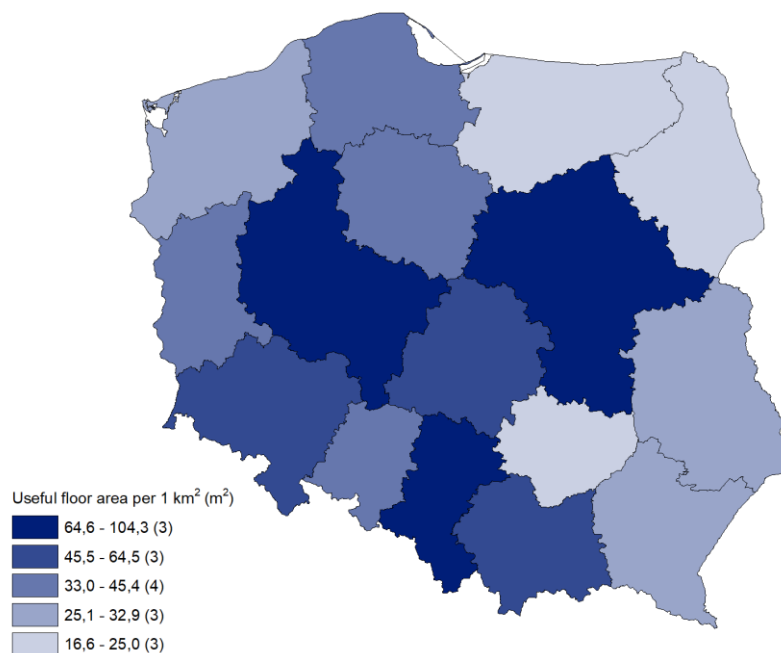 Useful floor area per 1 km² (m²)
64,6 - 104,3 (3)
45,5 - 64,5 (3)
33,0 - 45,4 (4)
25,1 - 32,9 (3)
16,6 - 25,0 (3)